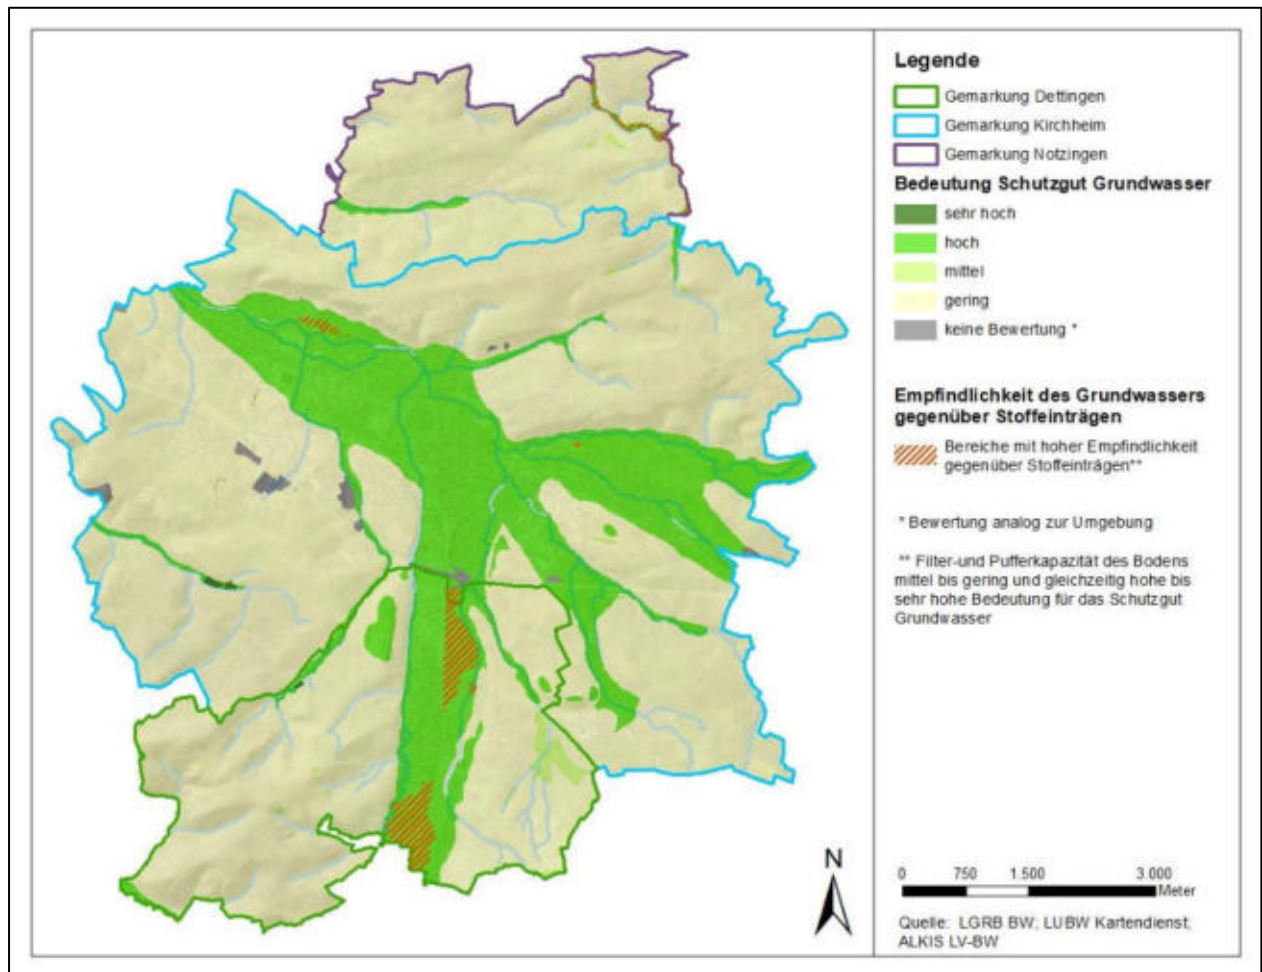 Legende
Gemarkung Dettingen
Gemarkung Kirchheim
Gemarkung Notzingen
Bedeutung Schutzgut Grundwasser
sehr hoch
hoch
mittel
gering
keine Bewertung *
Empfindlichkeit des Grundwassers
gegenüber Stoffeinträgen
Bereiche mit hoher Empfindlichkeit
gegenüber Stoffeinträgen**
* Bewertung analog zur Umgebung
** Filter-und Pufferkapazität des Bodens
mittel bis gering und gleichzeitig hohe bis
sehr hohe Bedeutung für das Schutzgut
Grundwasser
N
0 750 1.500 3.000
Meter
Quelle: LGRB BW; LUBW Kartendienst;
ALKIS LV-BW